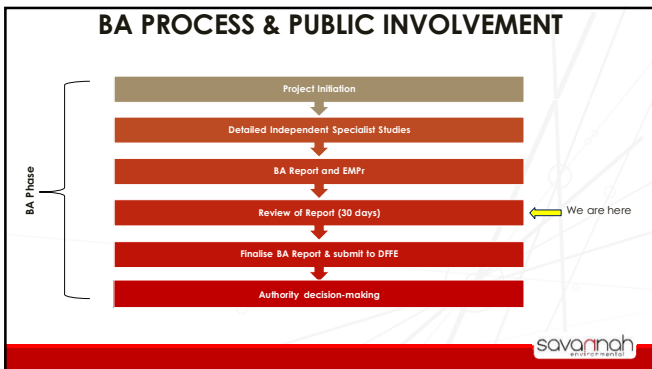 BA PROCESS & PUBLIC INVOLVEMENT
BA Phase
Project Initiation
Detailed Independent Specialist Studies
BA Report and EMPr
Review of Report (30 days)
We are here
Finalise BA Report & submit to DFFE
Authority decision-making
savannah
environmental